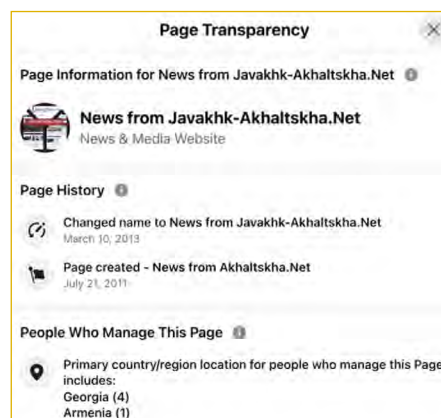 Page Transparency
Page Information for News from Javakhk-Akhaltskha.Net
News from Javakhk-Akhaltskha.Net
News & Media Website
Page History
Changed name to News from Javakhk-Akhaltskha.Net
March 10, 2013
Page created - News from Akhaltskha.Net
July 21, 2011
People Who Manage This Page
Primary country/region location for people who manage this Page
includes:
Georgia (4)
Armenia (1)